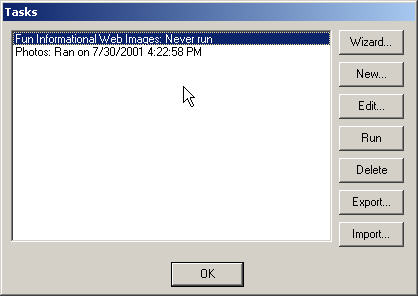 Tasks
Fun Informational Web Images: Never run
Photos: Ran on 7/30/2001 4:22:58 PM
Wizard...
New...
Edit...
Run
Delete
Export...
Import...
OK